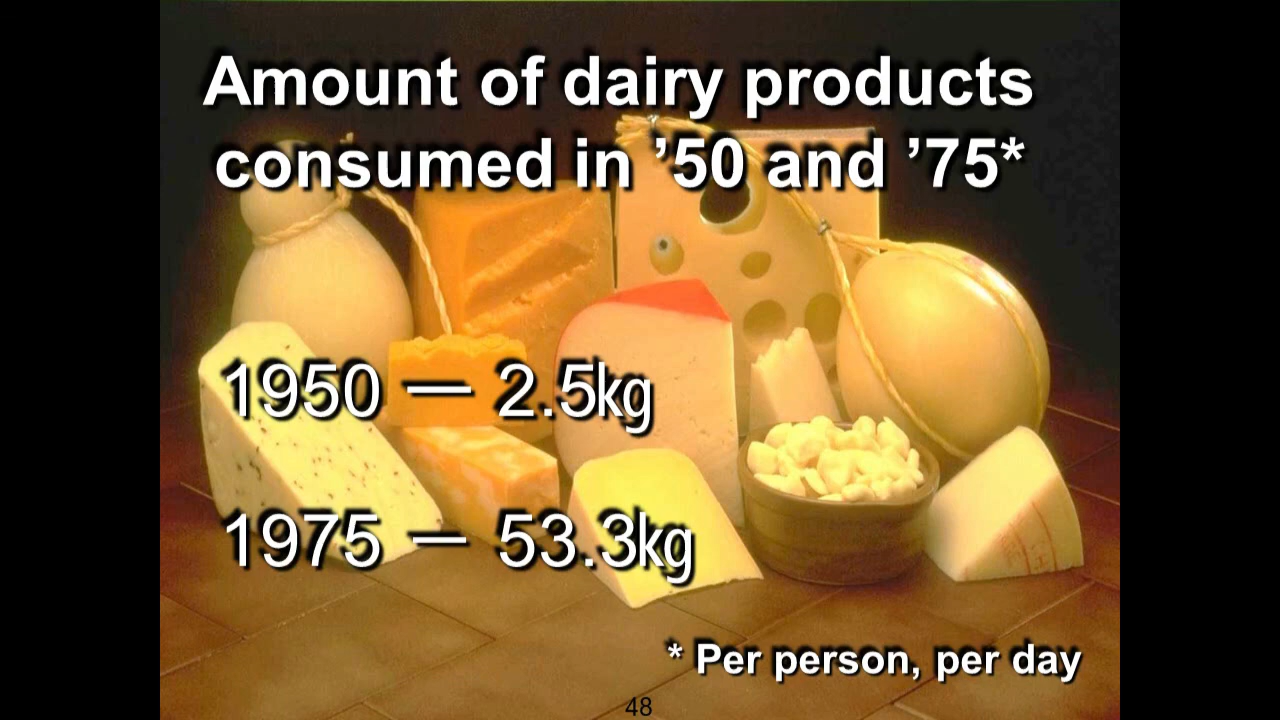 Amount of dairy products
consumed in ’50 and ’75*
1950 — 2.5kg
1975 — 53.3kg
* Per person, per day
48